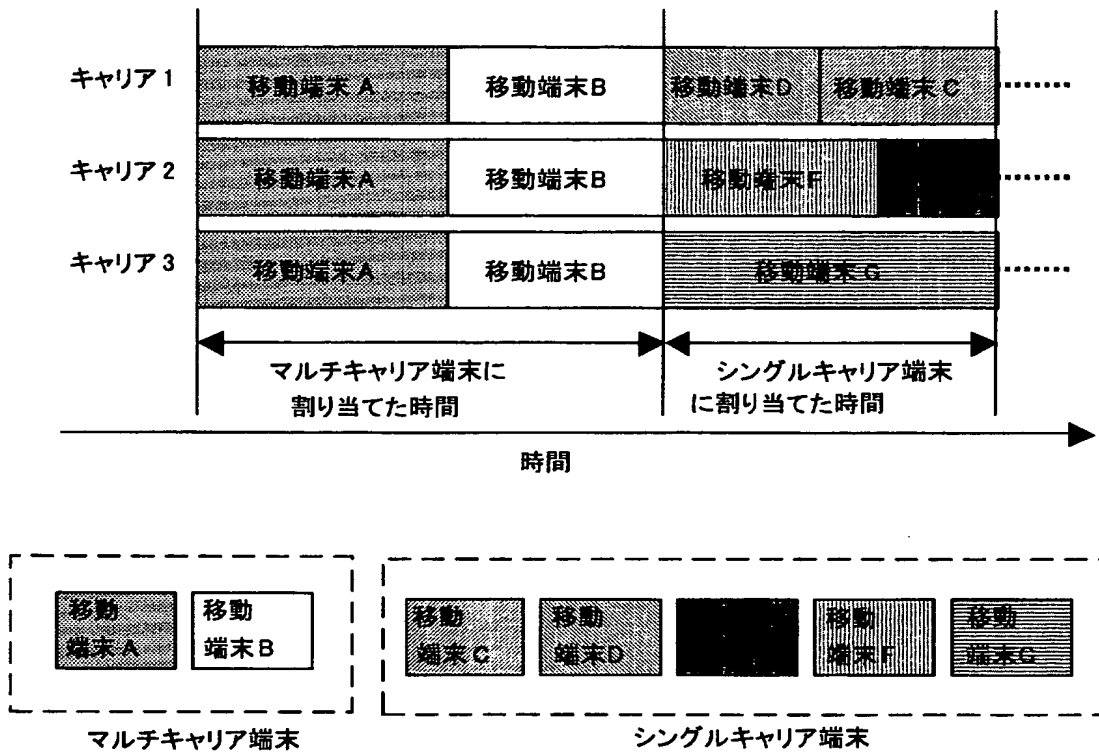 キャリア 1
移動端末 A
移動端末B
移動端末D
移動端末 C
キャリア 2
移動端末A
移動端末B
移動端末F
キャリア 3
移動端末A
移動端末B
移動端末 G
マルチキャリア端末に
割り当てた時間
シングルキャリア端末
に割り当てた時間
時間
移動
端末A
移動
端末B
移動
端末C
移動
端末D
移動
端末F
移動
端末G
マルチキャリア端末
シングルキャリア端末